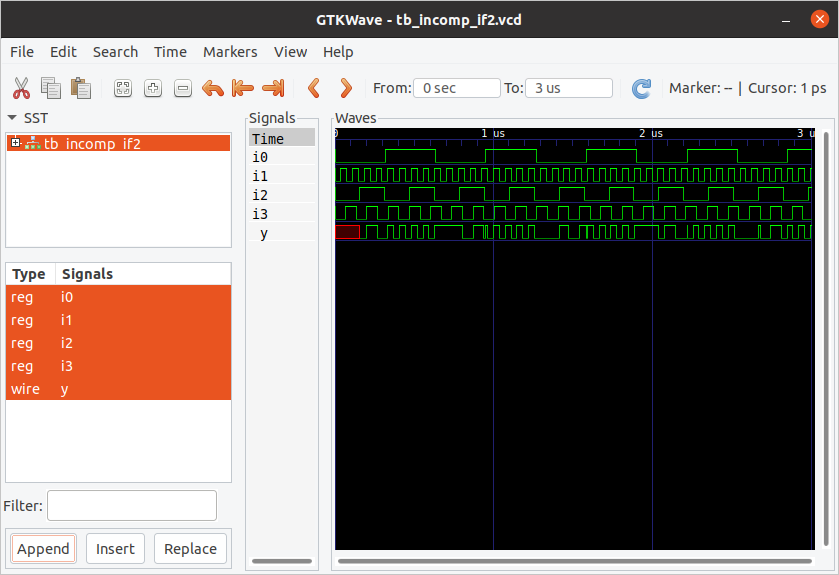 GTKWave - tb_incomp_if2.vcd
File Edit Search Time Markers View Help
From: 0 sec To: 3 us Marker: -- | Cursor: 1 ps
SST
tb_incomp_if2
Type Signals
reg i0
reg i1
reg i2
reg i3
wire y
Filter:
Append Insert Replace
Signals
Time
i0
i1
i2
i3
y
Waves
0 1 us 2 us 3 u